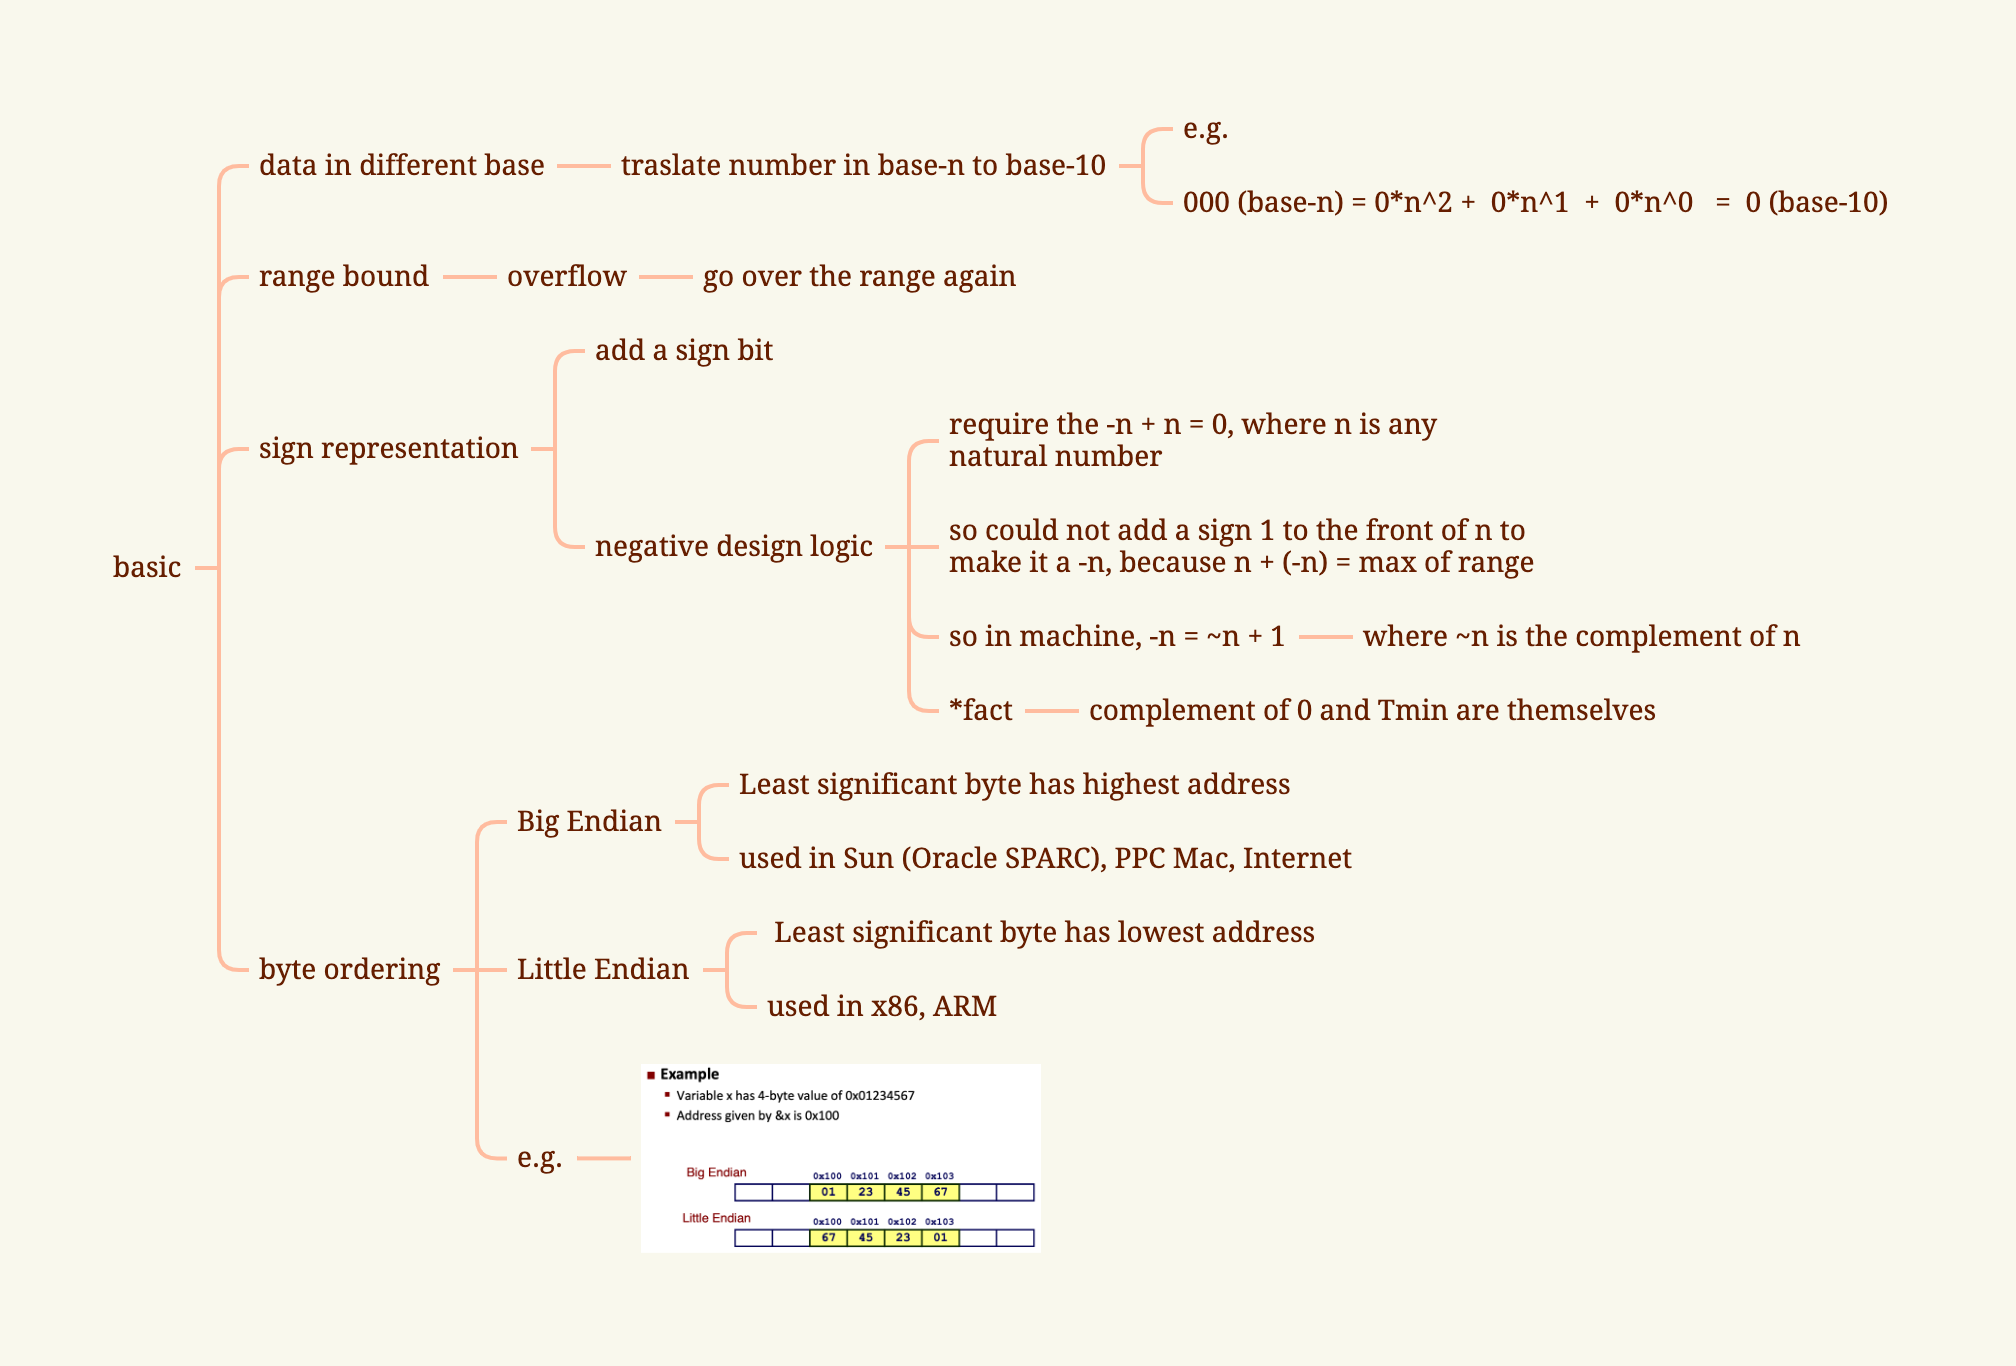 e.g.
data in different base
traslate number in base-n to base-10
000 (base-n) = 0*n^2 +  0*n^1  +  0*n^0   =  0 (base-10)
range bound
overflow
go over the range again
add a sign bit
sign representation
require the -n + n = 0, where n is any
natural number
so could not add a sign 1 to the front of n to
make it a -n, because n + (-n) = max of range
negative design logic
basic
so in machine, -n = ~n + 1
where ~n is the complement of n
*fact
complement of 0 and Tmin are themselves
Least significant byte has highest address
Big Endian
used in Sun (Oracle SPARC), PPC Mac, Internet
Least significant byte has lowest address
byte ordering
Little Endian
used in x86, ARM
e.g.
Example
Variable x has 4-byte value of 0x01234567
Address given by &x is 0x100
Big Endian
0x100 0x101 0x102 0x103
01 23 45 67
Little Endian
0x100 0x101 0x102 0x103
67 45 23 01